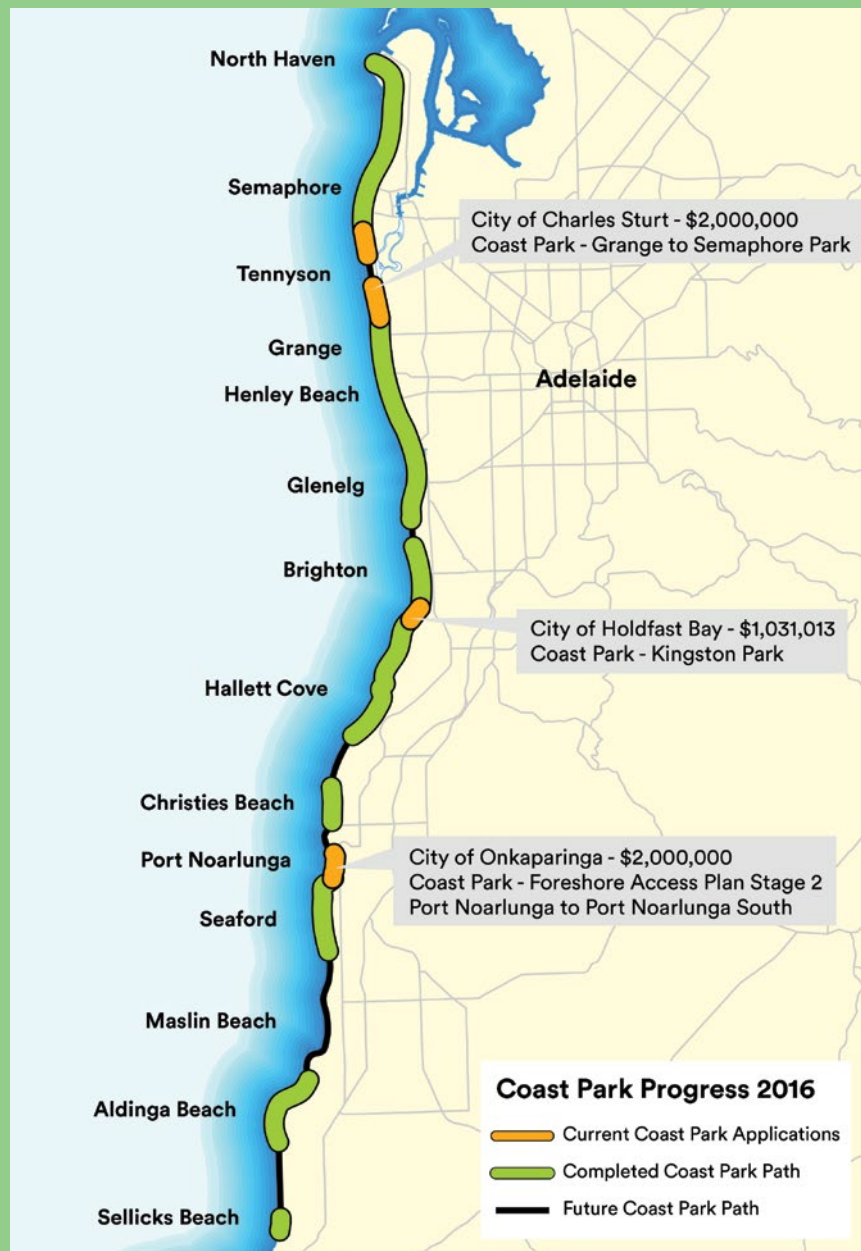 North Haven
Semaphore
City of Charles Sturt - $2,000,000
Coast Park - Grange to Semaphore Park
Tennyson
Grange
Adelaide
Henley Beach
Glenelg
Brighton
City of Holdfast Bay - $1,031,013
Coast Park - Kingston Park
Hallett Cove
Christies Beach
Port Noarlunga
City of Onkaparinga - $2,000,000
Coast Park - Foreshore Access Plan Stage 2
Port Noarlunga to Port Noarlunga South
Seaford
Maslin Beach
Aldinga Beach
Sellicks Beach
Coast Park Progress 2016
Current Coast Park Applications
Completed Coast Park Path
Future Coast Park Path